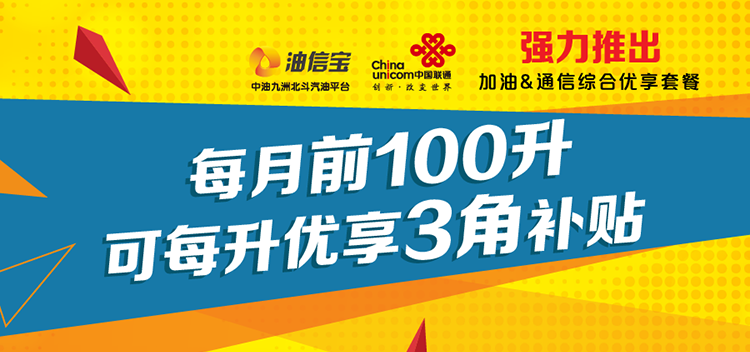 油信宝
中油九洲北斗汽油平台
China
unicom中国联通
创新·改变世界
强力推出
加油&通信综合优享套餐
每月前100升
可每升优享3角补贴